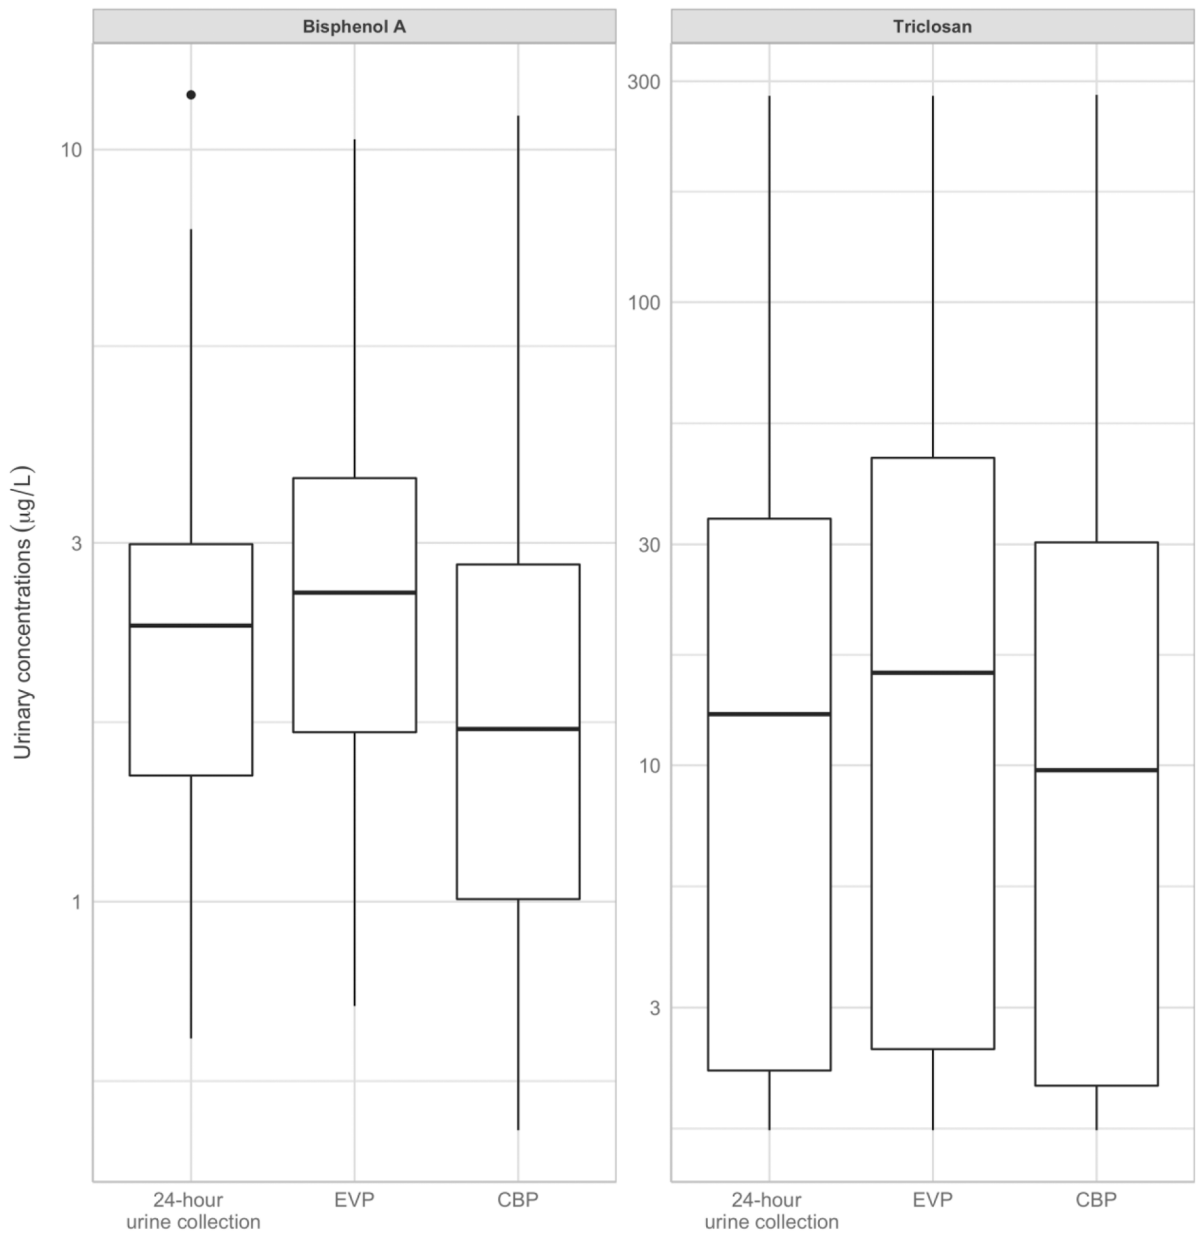 Bisphenol A
Triclosan
Urinary concentrations (μg/L)
10
3
1
300
100
30
10
3
24-hour
urine collection
EVP
CBP
24-hour
urine collection
EVP
CBP